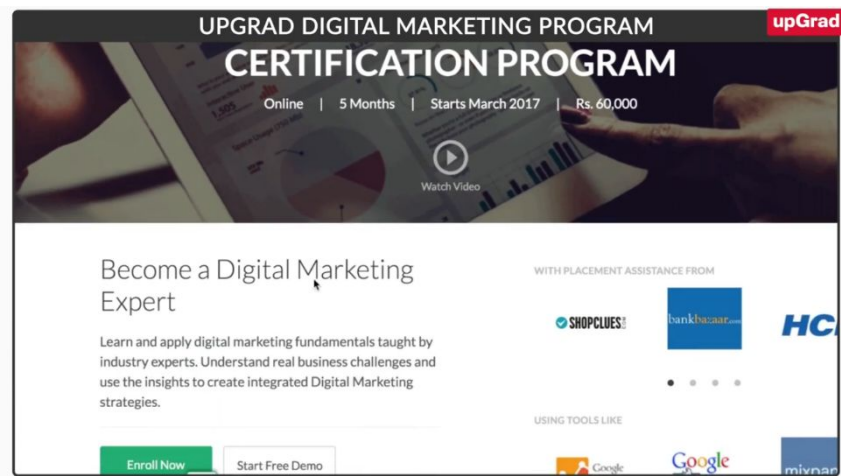 UPGRAD DIGITAL MARKETING PROGRAM
upGrad
CERTIFICATION PROGRAM
Online | 5 Months | Starts March 2017 | Rs. 60,000
Watch Video
Become a Digital Marketing
Expert
Learn and apply digital marketing fundamentals taught by
industry experts. Understand real business challenges and
use the insights to create integrated Digital Marketing
strategies.
Enroll Now
Start Free Demo
WITH PLACEMENT ASSISTANCE FROM
SHOPCLUES
bankbazaar.com
HC
USING TOOLS LIKE
Google
Google
mixpan